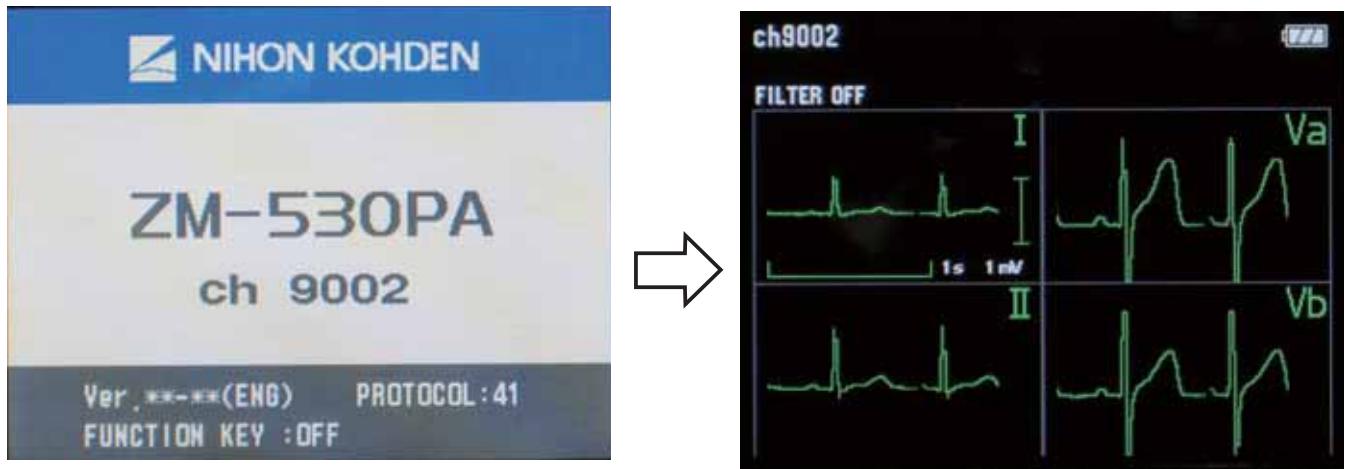 NIHON KOHDEN
ZM-530PA
ch 9002
Ver.**-**(ENG) PROTOCOL:41
FUNCTION KEY :OFF
ch9002
FILTER OFF
I
Va
1s 1mV
II
Vb